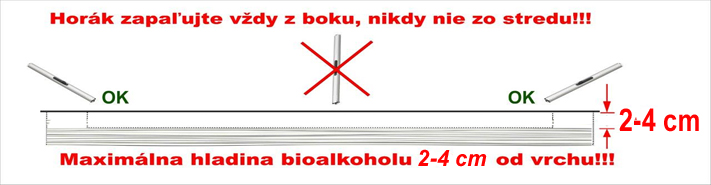 Horák zapaľujte vždy z boku, nikdy nie zo stredu!!!
OK
OK
2-4 cm
Maximálna hladina bioalkoholu 2-4 cm od vrchu!!!